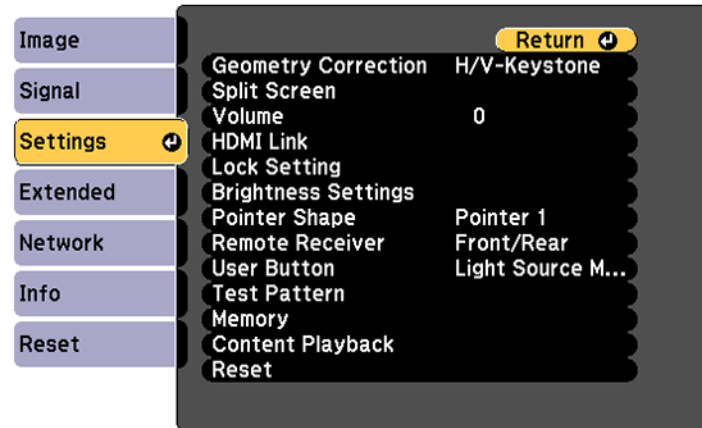 Image
Signal
Settings
Extended
Network
Info
Reset
Return
Geometry Correction H/V-Keystone
Split Screen
Volume 0
HDMI Link
Lock Setting
Brightness Settings
Pointer Shape Pointer 1
Remote Receiver Front/Rear
User Button Light Source M...
Test Pattern
Memory
Content Playback
Reset